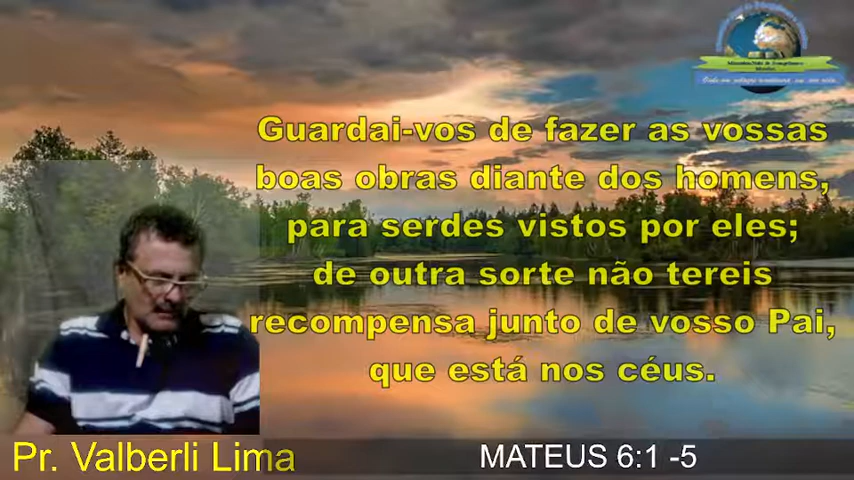 Guardai-vos de fazer as vossas
boas obras diante dos homens,
para serdes vistos por eles;
de outra sorte não tereis
recompensa junto de vosso Pai,
que está nos céus.
Pr. Valberli Lima
MATEUS 6:1 -5